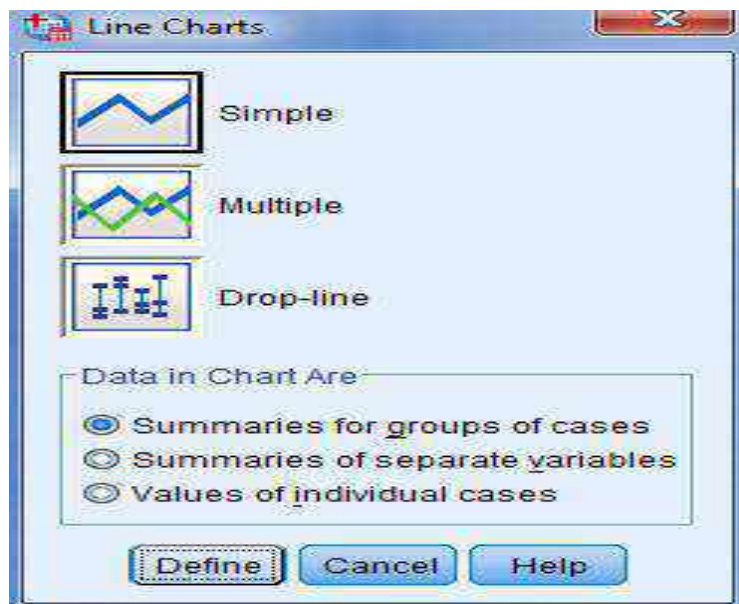 Line Charts
Simple
Multiple
Drop-line
Data in Chart Are
Summaries for groups of cases
Summaries of separate variables
Values of individual cases
Define Cancel Help